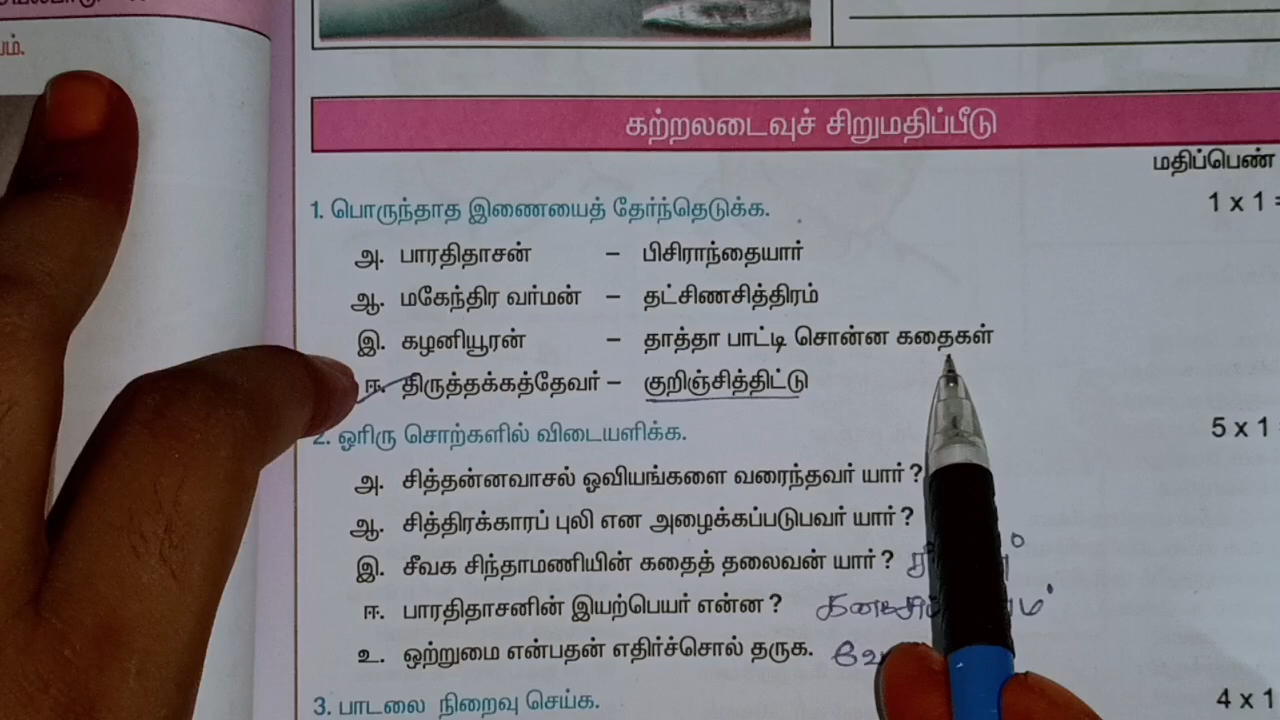 கற்றலடைவுச் சிறுமதிப்பீடு
மதிப்பெண்
1. பொருந்தாத இணையைத் தேர்ந்தெடுக்க. 1 x 1 =
அ. பாரதிதாசன் – பிசிராந்தையார்
ஆ. மகேந்திர வர்மன் – தட்சிணசித்திரம்
இ. கழனியூரன் – தாத்தா பாட்டி சொன்ன கதைகள்
ஈ. திருத்தக்கத்தேவர் – குறிஞ்சித்திட்டு
2. ஓரிரு சொற்களில் விடையளிக்க. 5 x 1
அ. சித்தன்னவாசல் ஓவியங்களை வரைந்தவர் யார் ?
ஆ. சித்திரக்காரப் புலி என அழைக்கப்படுபவர் யார் ?
இ. சீவக சிந்தாமணியின் கதைத் தலைவன் யார் ?
ஈ. பாரதிதாசனின் இயற்பெயர் என்ன ?
உ. ஒற்றுமை என்பதன் எதிர்ச்சொல் தருக.
3. பாடலை நிறைவு செய்க. 4 x 1